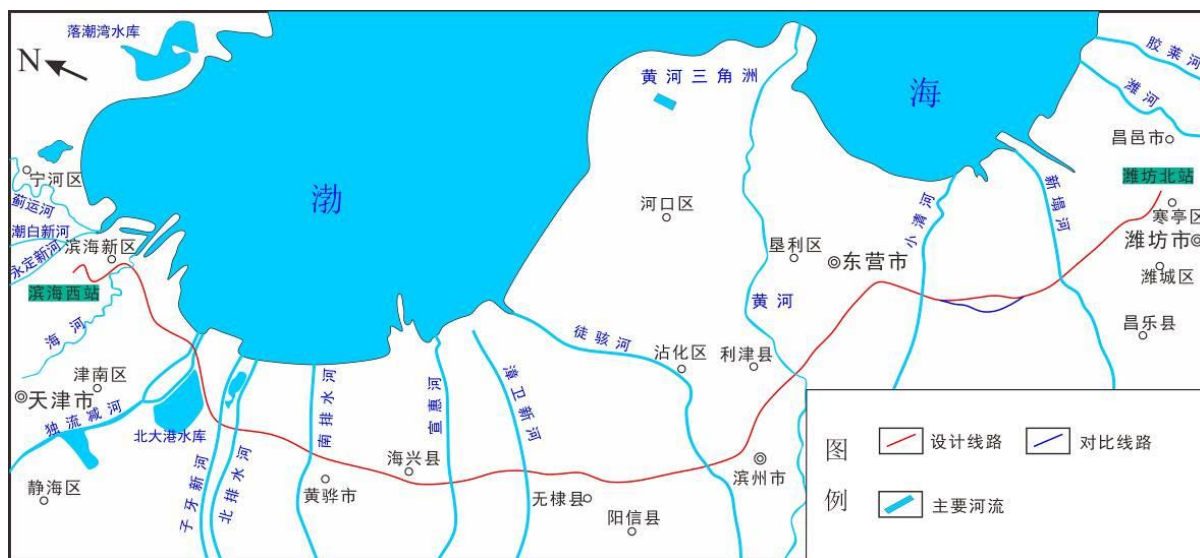 落潮湾水库
N
宁河区
蓟运河
潮白新河
永定新河
滨海新区
滨海西站
海河
津南区
天津市
独流减河
北大港水库
静海区
子牙新河
北排水河
南排水河
黄骅市
海兴县
宣惠河
漳卫新河
无棣县
阳信县
徒骇河
沾化区
滨州市
利津县
黄河
垦利区
河口区
黄河三角洲
渤
海
东营市
小清河
新塌河
胶莱河
潍河
昌邑市
潍坊北站
寒亭区
潍坊市
潍城区
昌乐县
图例
设计线路
对比线路
主要河流